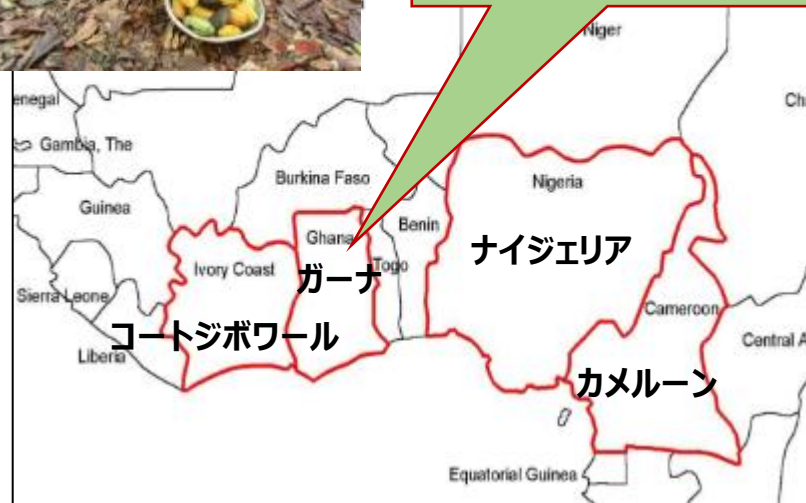 Niger
enegal
Ch
Gambia, The
Burkina Faso
Nigeria
Guinea
Benin
Ghana
ナイジェリア
Ivory Coast
Togo
ガーナ
Sierra Leone
Cameroon
コートジボワール
Central A
Liberia
カメルーン
Equatorial Guinea